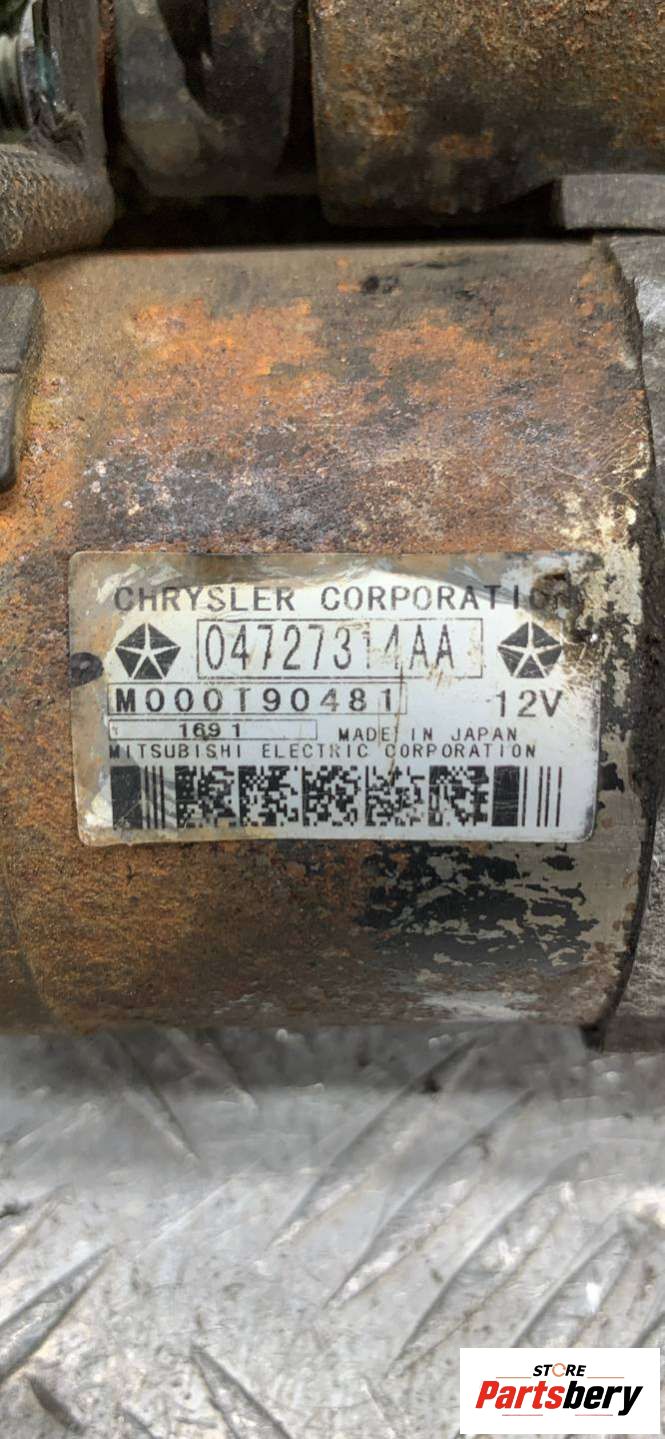 CHRYSLER CORPORATION
04727314AA
M000T90481 12V
1691 MADE IN JAPAN
MITSUBISHI ELECTRIC CORPORATION
STORE
Partsbery